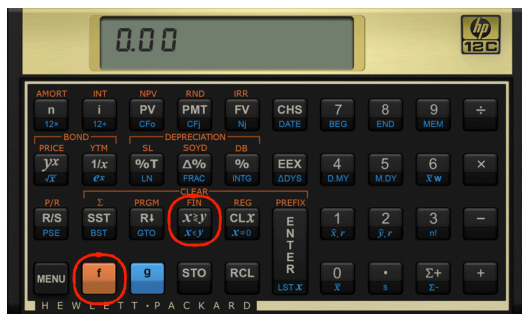 0.00
hp
12C
AMORT INT NPV RND IRR
n i PV PMT FV CHS 7 8 9 ÷
12× 12÷ CFo CFj Nj DATE BEG END MEM
BOND DEPRECIATION
PRICE YTM SL SOYD DB
yx 1/x %T Δ% % EEX 4 5 6 ×
√x ex LN FRAC INTG ΔDYS D.MY M.DY x̄ w
CLEAR
P/R Σ PRGM FIN REG PREFIX
R/S SST R↓ x≷y CLX ENTER 1 2 3 −
PSE BST GTO x≤y x=0 x̂, r ŷ, r n!
MENU f g STO RCL 0 · Σ+ +
LST X x̄ s Σ−
HEWLETT·PACKARD